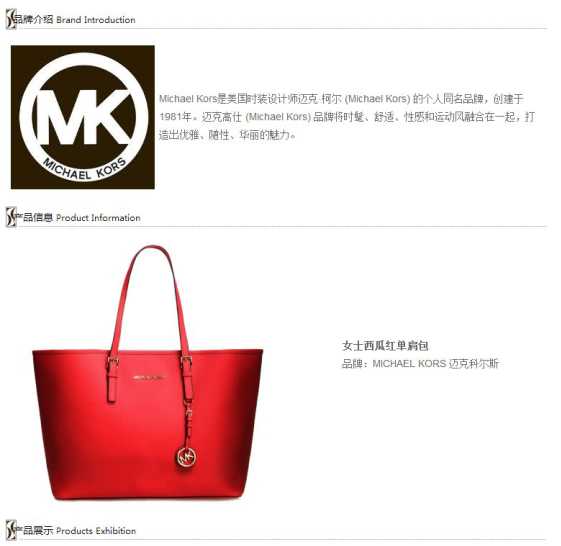 品牌介绍 Brand Introduction
MK
MICHAEL KORS
Michael Kors是美国时装设计师迈克·柯尔 (Michael Kors) 的个人同名品牌，创建于
1981年。迈克高仕 (Michael Kors) 品牌将时髦、舒适、性感和运动风融合在一起，打
造出优雅、随性、华丽的魅力。
产品信息 Product Information
MICHAEL KORS
MK
女士西瓜红单肩包
品牌：MICHAEL KORS 迈克科尔斯
产品展示 Products Exhibition